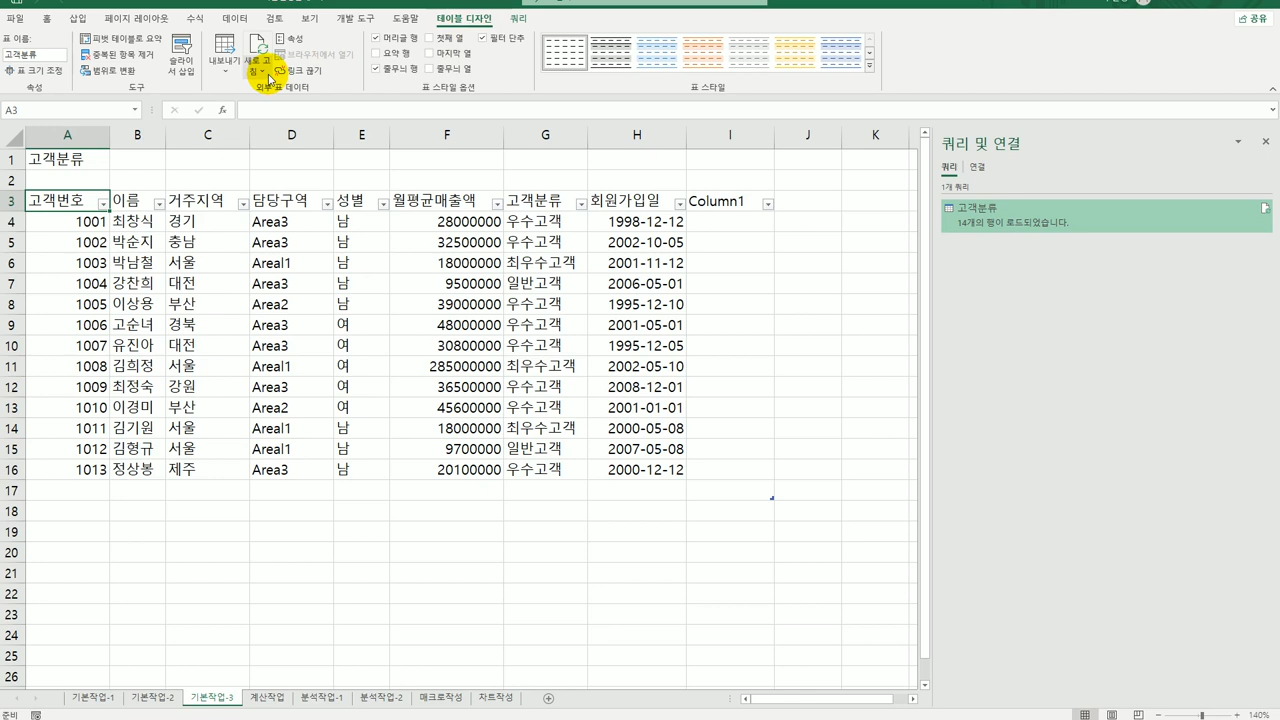 파일 홈 삽입 페이지 레이아웃 수식 데이터 검토 보기 개발 도구 도움말 테이블 디자인 쿼리 공유
표 이름:
고객분류
표 크기 조정
속성
피벗 테이블로 요약
중복된 항목 제거
범위로 변환
도구
슬라이서 삽입
내보내기 새로 고침
속성
브라우저에서 열기
링크 끊기
외부 표 데이터
머리글 행 첫째 열 필터 단추
요약 행 마지막 열
줄무늬 행 줄무늬 열
표 스타일 옵션
표 스타일
A3 fx
A B C D E F G H I J K
1 고객분류
2
3 고객번호 이름 거주지역 담당구역 성별 월평균매출액 고객분류 회원가입일 Column1
4 1001 최창식 경기 Area1 남 28000000 우수고객 1998-12-12
5 1002 박순지 충남 Area3 남 32500000 우수고객 2002-10-05
6 1003 박남철 서울 Areal1 남 18000000 최우수고객 2001-11-12
7 1004 강찬희 대전 Area3 남 9500000 일반고객 2006-05-01
8 1005 이상용 부산 Area2 남 39000000 우수고객 1995-12-10
9 1006 고순녀 경북 Area3 여 48000000 우수고객 2001-05-01
10 1007 유진아 대전 Area3 여 30800000 우수고객 1995-12-05
11 1008 김희정 서울 Areal1 여 285000000 최우수고객 2002-05-10
12 1009 최정숙 강원 Area3 여 36500000 우수고객 2008-12-01
13 1010 이경미 부산 Area2 여 45600000 우수고객 2001-01-01
14 1011 김기원 서울 Areal1 남 18000000 최우수고객 2000-05-08
15 1012 김형규 서울 Areal1 남 9700000 일반고객 2007-05-08
16 1013 정상봉 제주 Area3 남 20100000 우수고객 2000-12-12
17
18
19
20
21
22
23
24
25
26
쿼리 및 연결
쿼리 연결
1개 쿼리
고객분류
14개의 행이 로드되었습니다.
기본작업-1 기본작업-2 기본작업-3 계산작업 분석작업-1 분석작업-2 매크로작성 차트작성
준비 140%